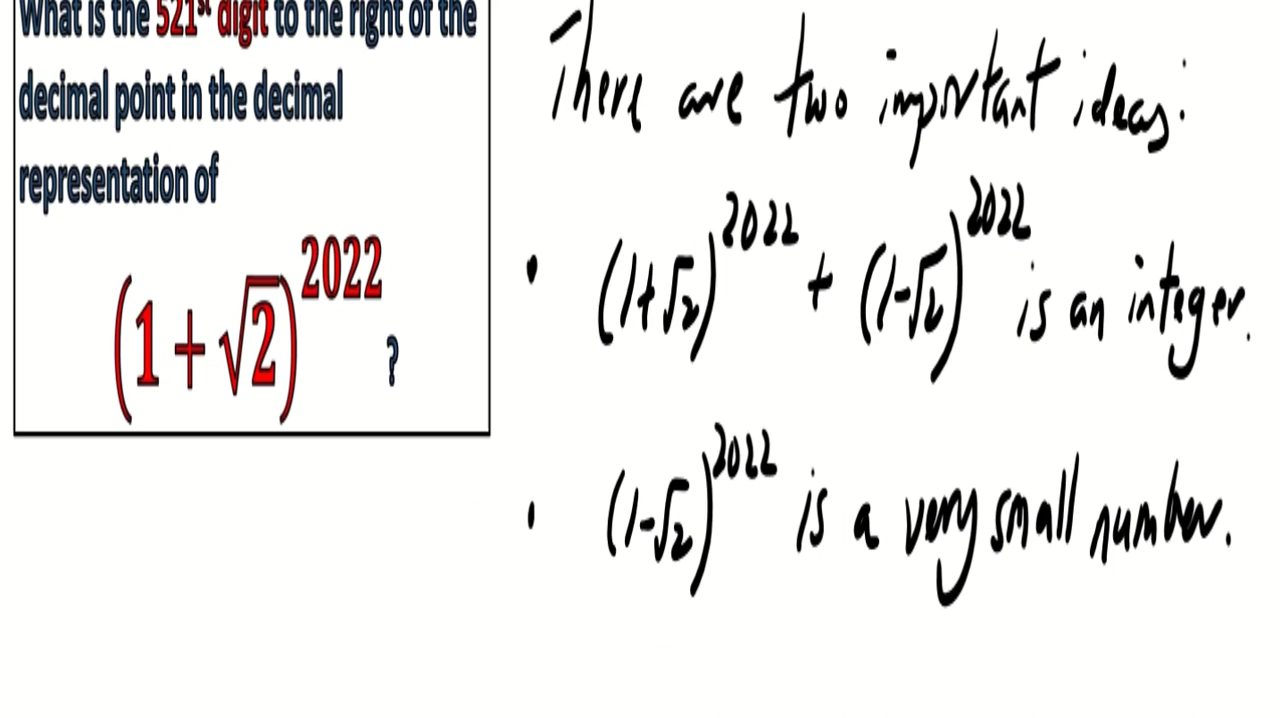 What is the 521st digit to the right of the
decimal point in the decimal
representation of
(1 + √2)^2022 ?
There are two important ideas:
• (1+√2)^2022 + (1-√2)^2022 is an integer.
• (1-√2)^2022 is a very small number.